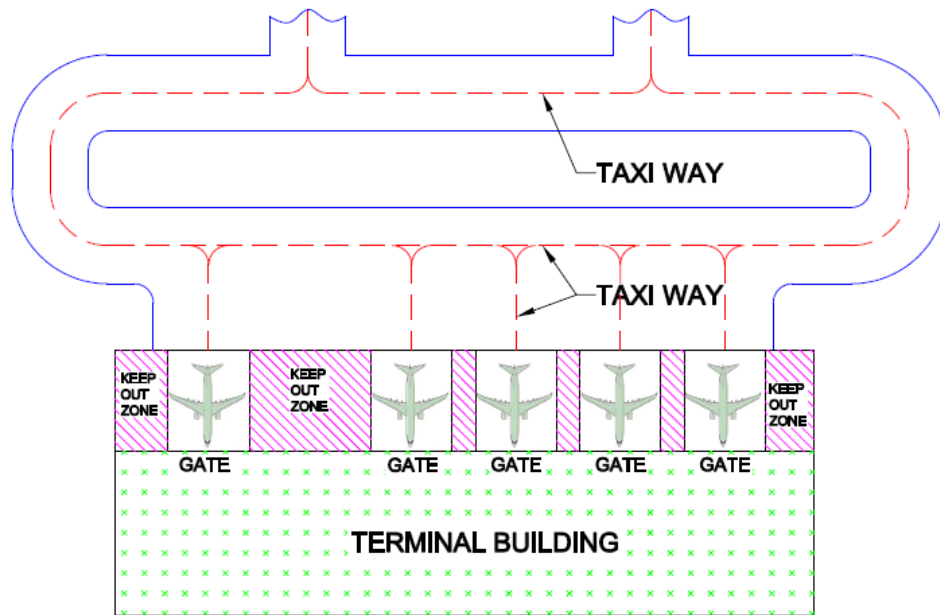 TAXI WAY
TAXI WAY
KEEP
OUT
ZONE
KEEP
OUT
ZONE
KEEP
OUT
ZONE
GATE
GATE
GATE
GATE
GATE
TERMINAL BUILDING